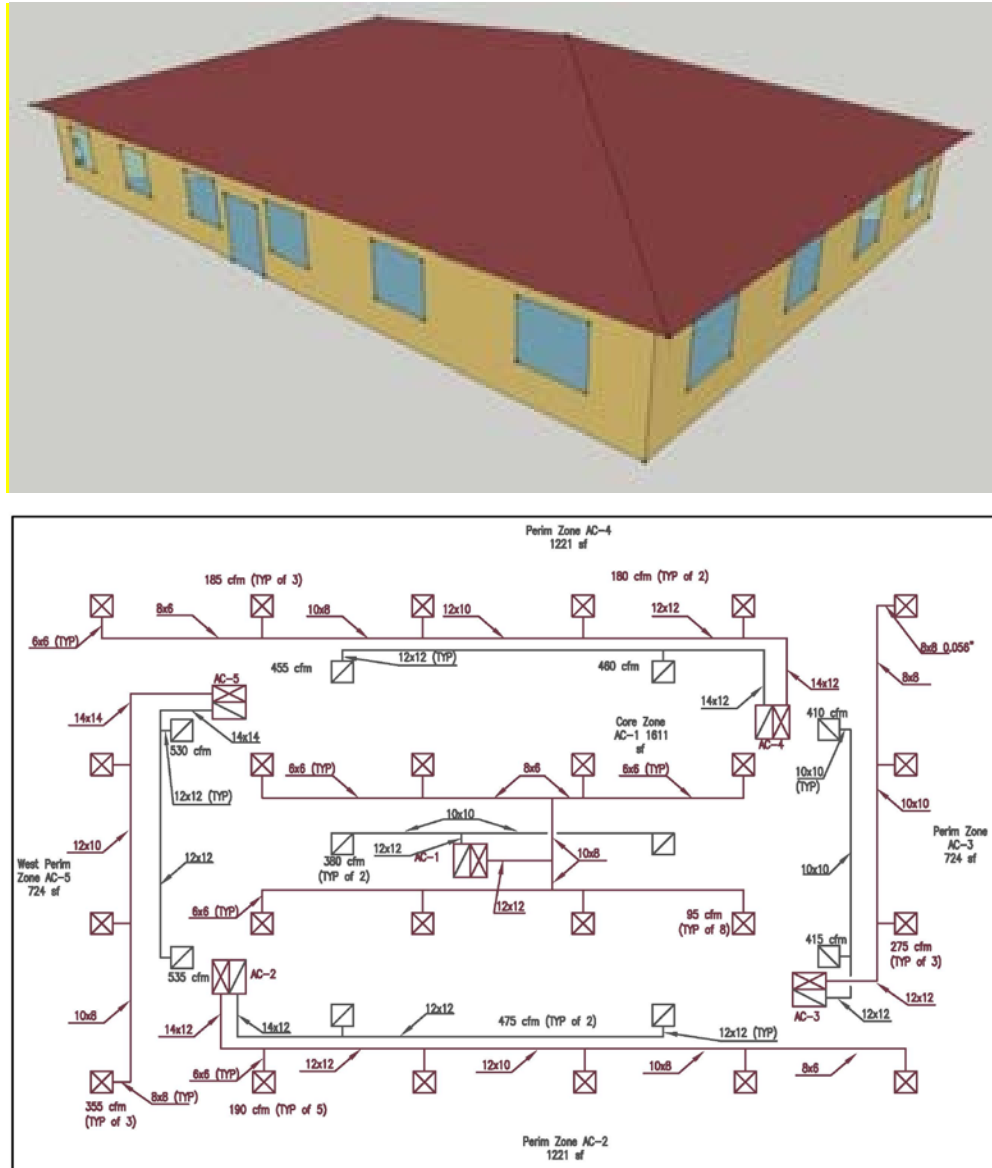 Perim Zone AC-4
1221 sf
185 cfm (TYP of 3)
180 cfm (TYP of 2)
8x6
10x8
12x10
12x12
6x6 (TYP)
12x12 (TYP)
455 cfm
460 cfm
8x8 0.056"
8x8
AC-5
14x12
14x12
14x14
14x14
530 cfm
Core Zone
AC-1 1611
sf
AC-4
410 cfm
12x12 (TYP)
6x6 (TYP)
8x6
6x6 (TYP)
10x10
(TYP)
10x10
12x10
12x12
10x10
Perim Zone
AC-3
724 sf
West Perim
Zone AC-5
724 sf
12x12
380 cfm
(TYP of 2)
AC-1
10x8
10x10
12x12
6x6 (TYP)
95 cfm
(TYP of 8)
415 cfm
275 cfm
(TYP of 3)
535 cfm
AC-2
AC-3
12x12
12x12
10x8
14x12
14x12
12x12
475 cfm (TYP of 2)
12x12 (TYP)
6x6 (TYP)
12x12
12x10
10x8
8x6
355 cfm
(TYP of 3)
8x8 (TYP)
190 cfm (TYP of 5)
Perim Zone AC-2
1221 sf